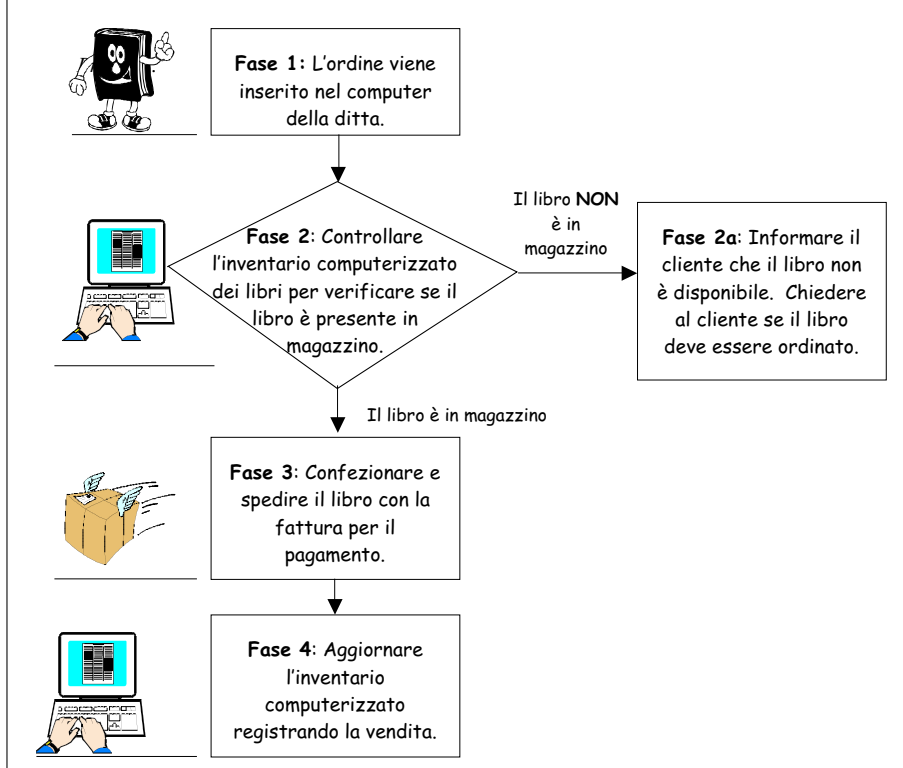 Fase 1: L'ordine viene
inserito nel computer
della ditta.
Fase 2: Controllare
l'inventario computerizzato
dei libri per verificare se il
libro è presente in
magazzino.
Il libro NON
è in
magazzino
Fase 2a: Informare il
cliente che il libro non
è disponibile. Chiedere
al cliente se il libro
deve essere ordinato.
Il libro è in magazzino
Fase 3: Confezionare e
spedire il libro con la
fattura per il
pagamento.
Fase 4: Aggiornare
l'inventario
computerizzato
registrando la vendita.